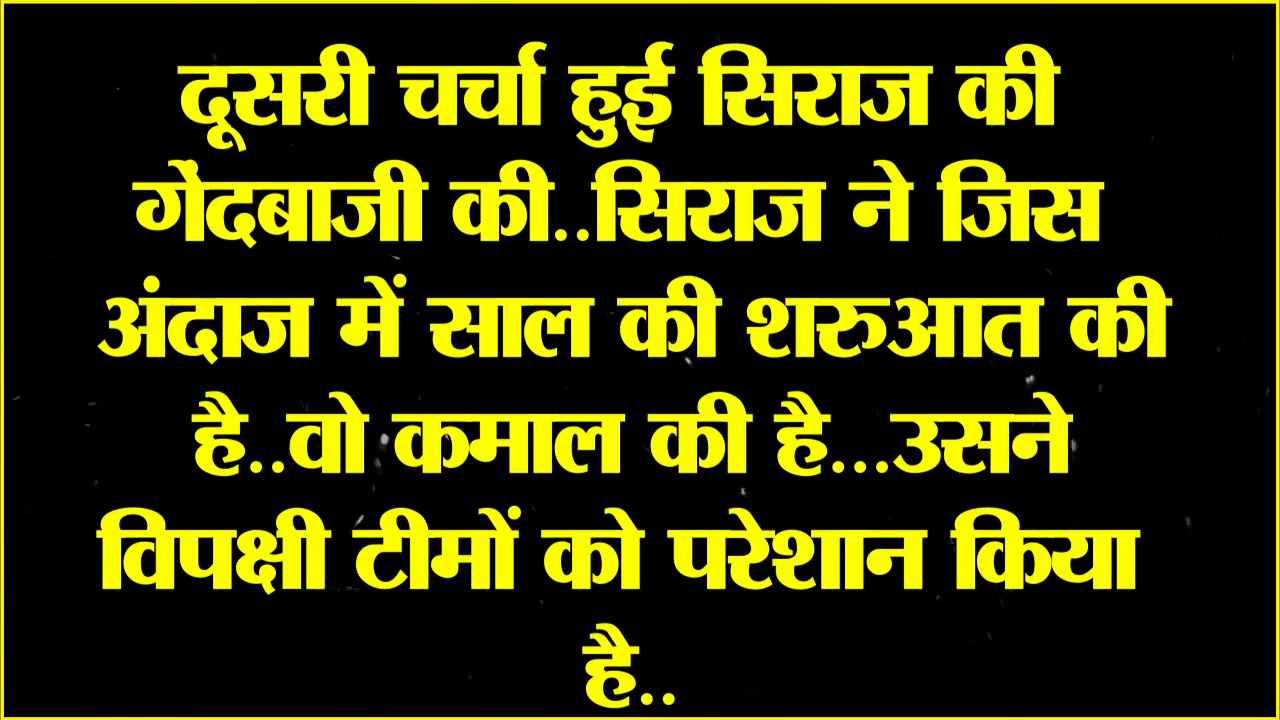 दूसरी चर्चा हुई सिराज की
गेंदबाजी की..सिराज ने जिस
अंदाज में साल की शरुआत की
है..वो कमाल की है...उसने
विपक्षी टीमों को परेशान किया
है..